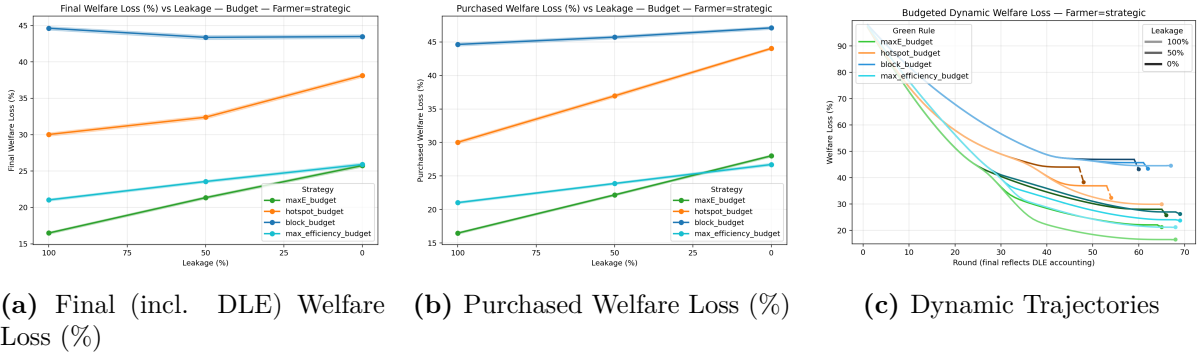 Final Welfare Loss (%) vs Leakage — Budget — Farmer=strategic
45
40
35
30
25
20
15
Final Welfare Loss (%)
Strategy
maxE_budget
hotspot_budget
block_budget
max_efficiency_budget
100
75
50
25
0
Leakage (%)
Purchased Welfare Loss (%) vs Leakage — Budget — Farmer=strategic
45
40
35
30
25
20
15
Purchased Welfare Loss (%)
Strategy
maxE_budget
hotspot_budget
block_budget
max_efficiency_budget
100
75
50
25
0
Leakage (%)
Budgeted Dynamic Welfare Loss — Farmer=strategic
90
80
70
60
50
40
30
20
Welfare Loss (%)
Green Rule
maxE_budget
hotspot_budget
block_budget
max_efficiency_budget
Leakage
100%
50%
0%
0
10
20
30
40
50
60
70
Round (final reflects DLE accounting)
(a) Final (incl. DLE) Welfare
Loss (%)
(b) Purchased Welfare Loss (%)
(c) Dynamic Trajectories